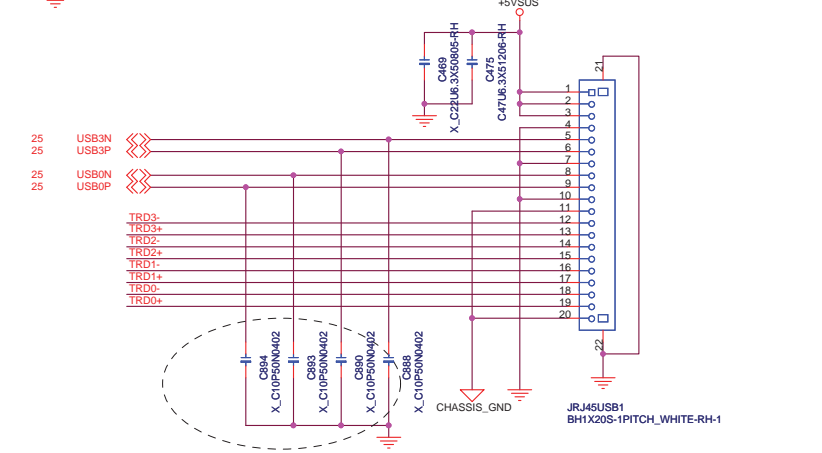 +5VSUS
C469
X_C22U6.3X50805-RH
C475
C47U6.3X51206-RH
21
1
2
3
4
25 USB3N 5
25 USB3P 6
7
25 USB0N 8
25 USB0P 9
10
11
TRD3- 12
TRD3+ 13
TRD2- 14
TRD2+ 15
TRD1- 16
TRD1+ 17
TRD0- 18
TRD0+ 19
20
22
C894
X_C10P50N0402
C893
X_C10P50N0402
C890
X_C10P50N0402
C888
X_C10P50N0402
CHASSIS_GND
JRJ45USB1
BH1X20S-1PITCH_WHITE-RH-1